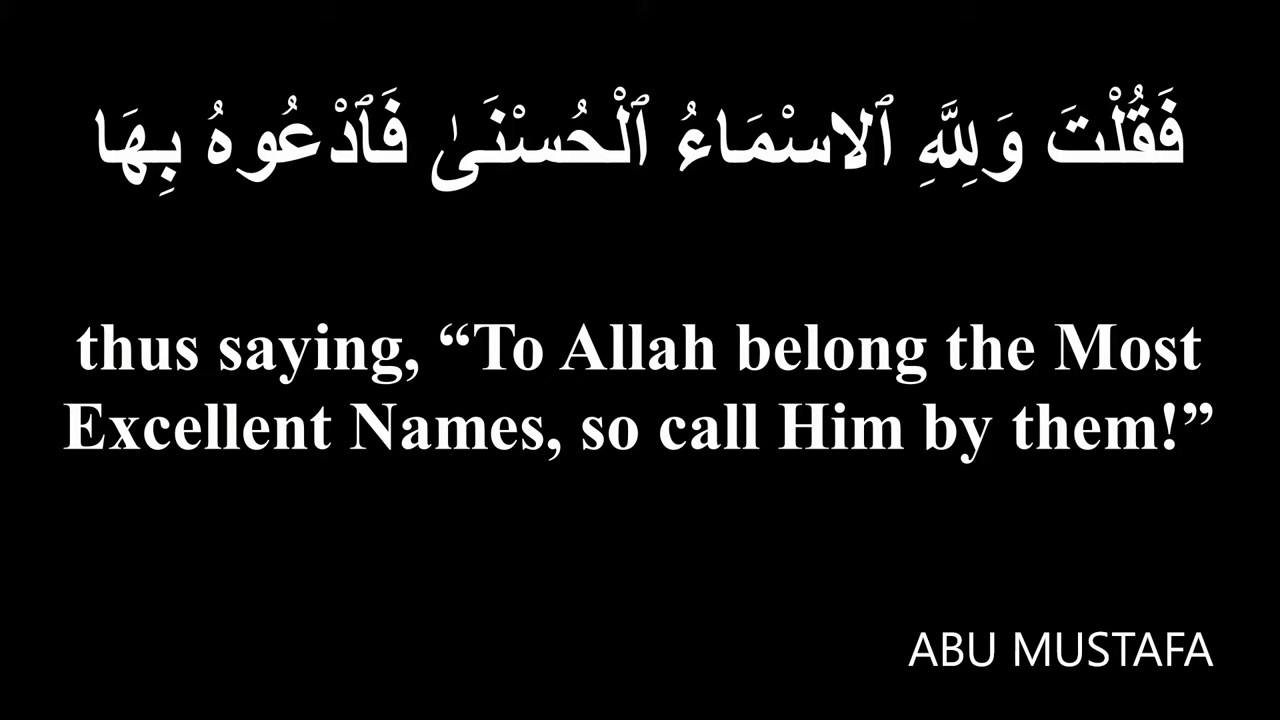 فَقُلْتَ وَلِلَّهِ ٱلاسْمَاءُ ٱلْحُسْنَىٰ فَٱدْعُوهُ بِهَا
thus saying, “To Allah belong the Most
Excellent Names, so call Him by them!”
ABU MUSTAFA